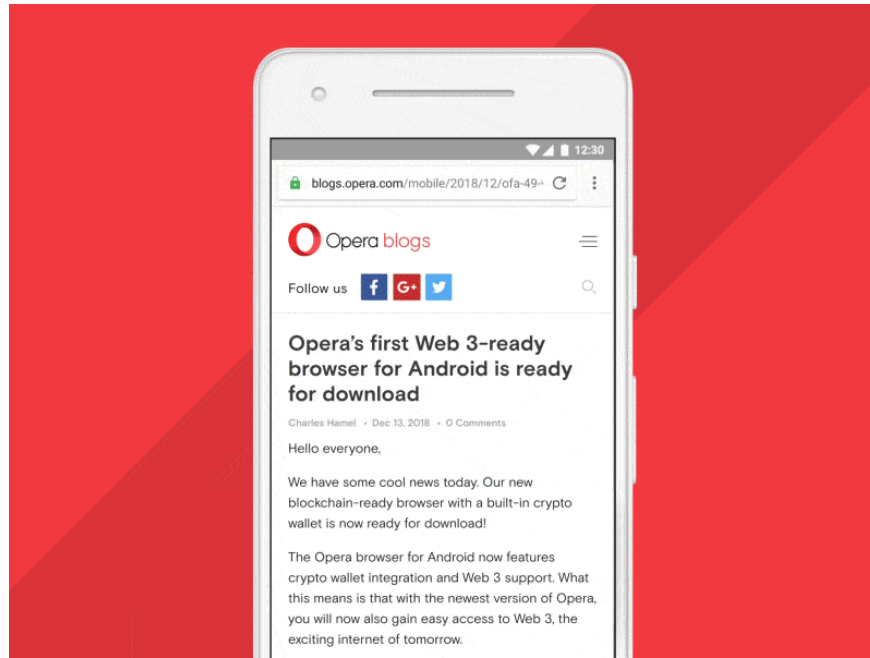 12:30
blogs.opera.com/mobile/2018/12/ofa-49-
Opera blogs
Follow us f G+
Opera's first Web 3-ready
browser for Android is ready
for download
Charles Hamel • Dec 13, 2018 • 0 Comments
Hello everyone,
We have some cool news today. Our new
blockchain-ready browser with a built-in crypto
wallet is now ready for download!
The Opera browser for Android now features
crypto wallet integration and Web 3 support. What
this means is that with the newest version of Opera,
you will now also gain easy access to Web 3, the
exciting internet of tomorrow.